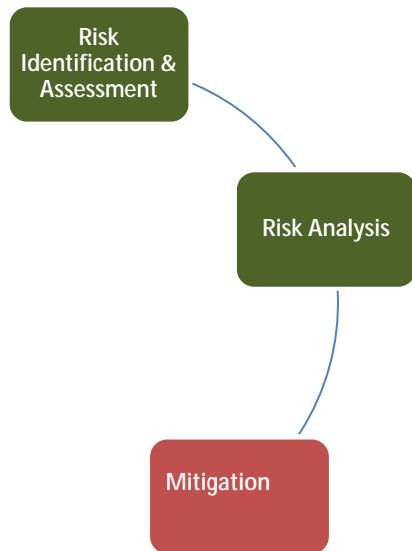 Risk
Identification &
Assessment
Risk Analysis
Mitigation